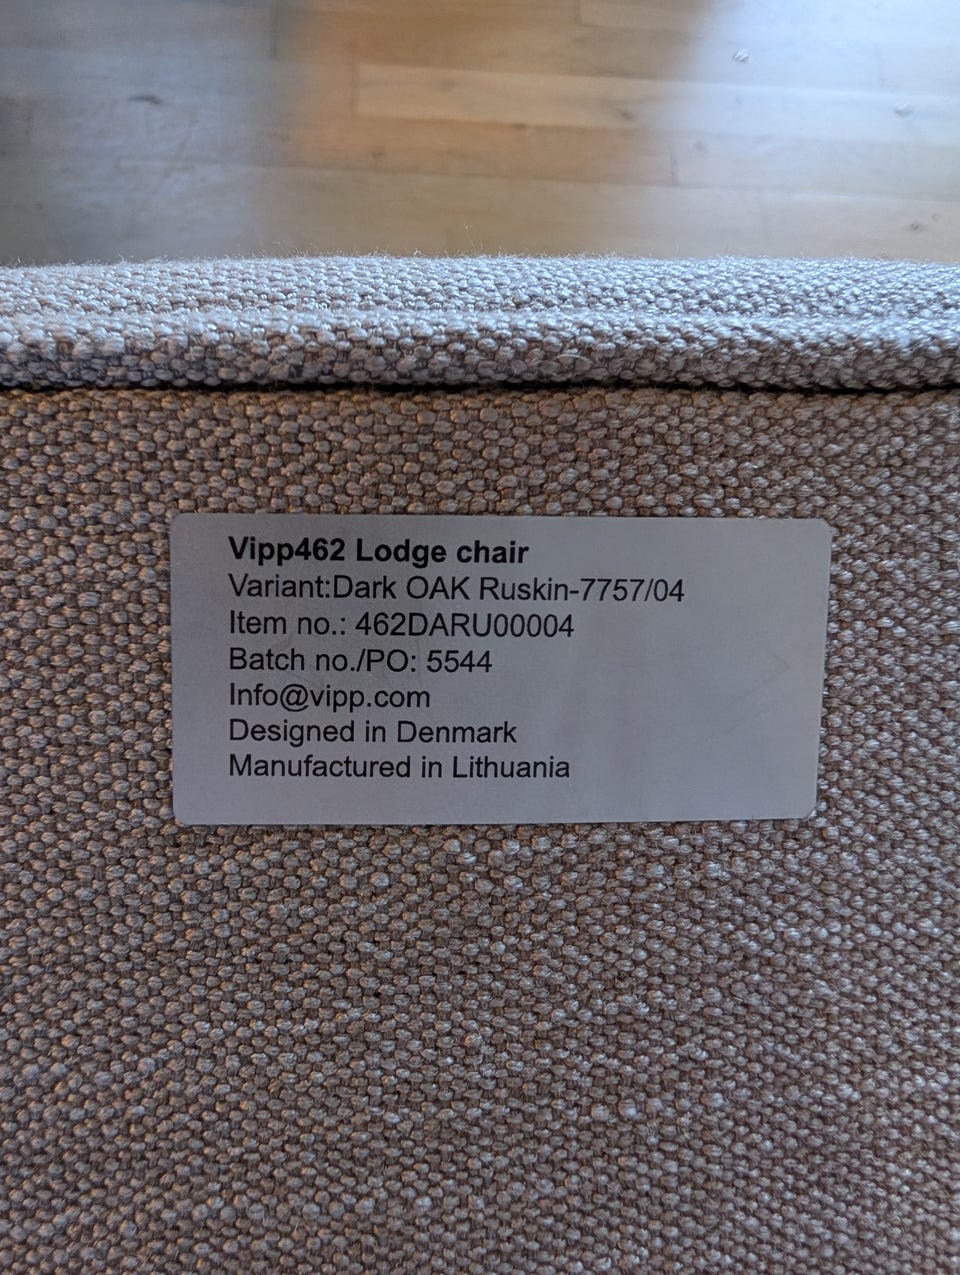 Vipp462 Lodge chair
Variant:Dark OAK Ruskin-7757/04
Item no.: 462DARU00004
Batch no./PO: 5544
Info@vipp.com
Designed in Denmark
Manufactured in Lithuania